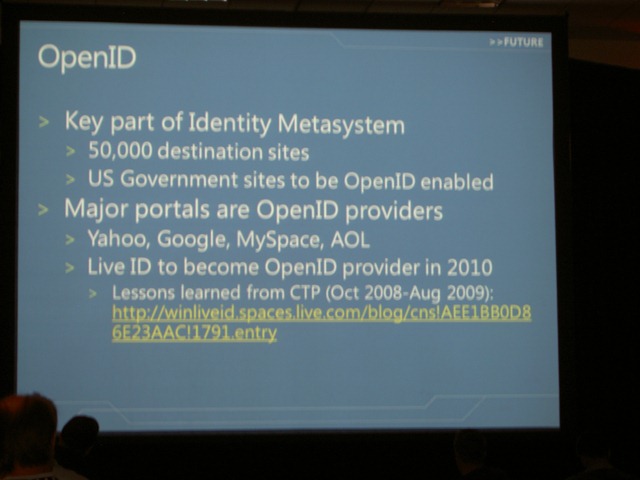 >>FUTURE
OpenID
> Key part of Identity Metasystem
> 50,000 destination sites
> US Government sites to be OpenID enabled
> Major portals are OpenID providers
> Yahoo, Google, MySpace, AOL
> Live ID to become OpenID provider in 2010
> Lessons learned from CTP (Oct 2008-Aug 2009):
http://winliveid.spaces.live.com/blog/cns!AEE1BB0D8
6E23AAC!1791.entry